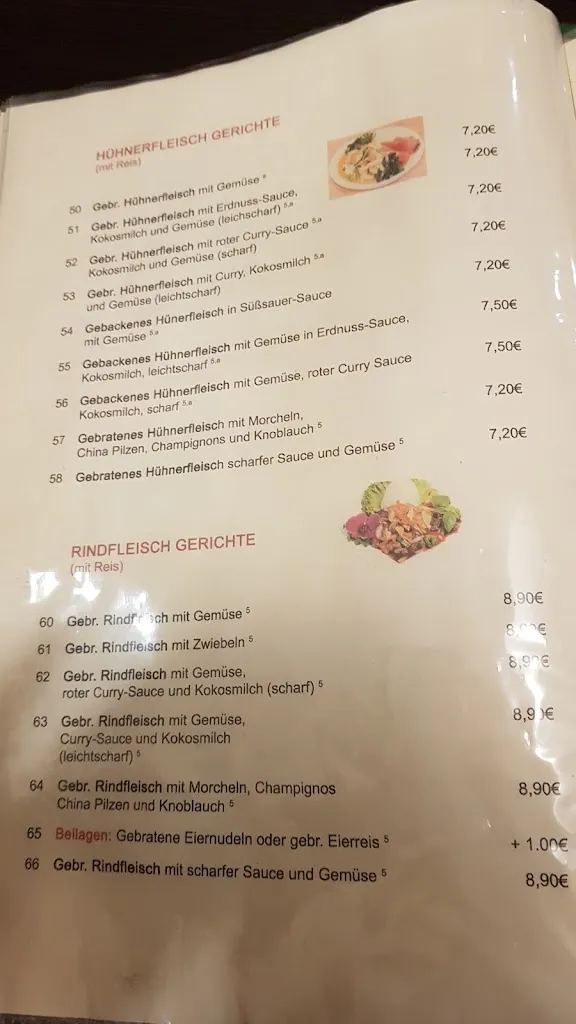 HÜHNERFLEISCH GERICHTE
(mit Reis)
50 Gebr. Hühnerfleisch mit Gemüse 7,20€
51 Gebr. Hühnerfleisch mit Erdnuss-Sauce, 7,20€
Kokosmilch und Gemüse (leichscharf) 5,a
52 Gebr. Hühnerfleisch mit roter Curry-Sauce 5,a 7,20€
Kokosmilch und Gemüse (scharf)
53 Gebr. Hühnerfleisch mit Curry, Kokosmilch 5,a 7,20€
und Gemüse (leichtscharf)
54 Gebackenes Hünerfleisch in Süßsauer-Sauce 7,20€
mit Gemüse 5,a
55 Gebackenes Hühnerfleisch mit Gemüse in Erdnuss-Sauce, 7,50€
Kokosmilch, leichtscharf 5,a
56 Gebackenes Hühnerfleisch mit Gemüse, roter Curry Sauce 7,50€
Kokosmilch, scharf 5,a
57 Gebratenes Hühnerfleisch mit Morcheln, 7,20€
China Pilzen, Champignons und Knoblauch 5
58 Gebratenes Hühnerfleisch scharfer Sauce und Gemüse 5 7,20€
RINDFLEISCH GERICHTE
(mit Reis)
60 Gebr. Rindfleisch mit Gemüse 5 8,90€
61 Gebr. Rindfleisch mit Zwiebeln 5
62 Gebr. Rindfleisch mit Gemüse, 8,90€
roter Curry-Sauce und Kokosmilch (scharf) 5
63 Gebr. Rindfleisch mit Gemüse, 8,90€
Curry-Sauce und Kokosmilch
(leichtscharf) 5
64 Gebr. Rindfleisch mit Morcheln, Champignos 8,90€
China Pilzen und Knoblauch 5
65 Beilagen: Gebratene Eiernudeln oder gebr. Eierreis 5 + 1.00€
66 Gebr. Rindfleisch mit scharfer Sauce und Gemüse 5 8,90€